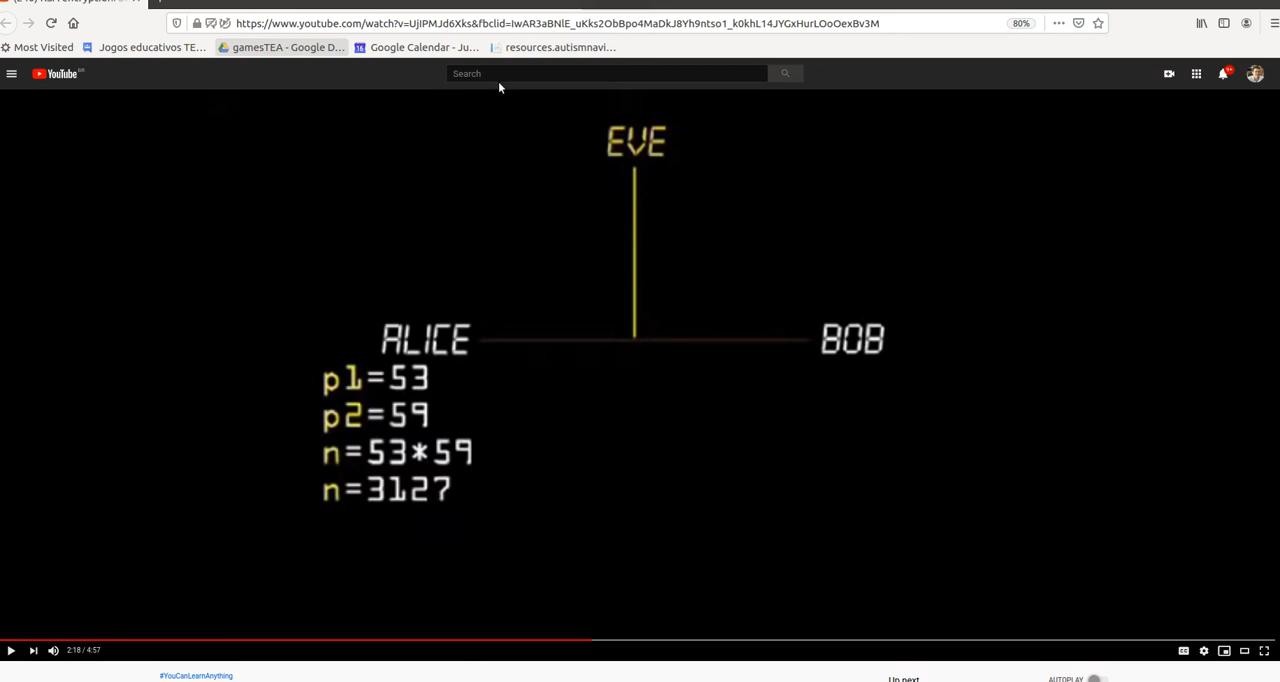 https://www.youtube.com/watch?v=UJIPMJd6Xks&fbclid=IwAR3aBNlE_uKks2ObBpo4MaDkJ8Yh9ntso1_k0khL14JYGxHurLOoOexBv3M
80%
Most Visited
Jogos educativos TE...
gamesTEA - Google D...
Google Calendar - Ju...
resources.autismnavi...
YouTube
Search
9+
EVE
ALICE
BOB
p1=53
p2=59
n=53*59
n=3127
2:18 / 4:57
#YouCanLearnAnything
Up next
AUTOPLAY